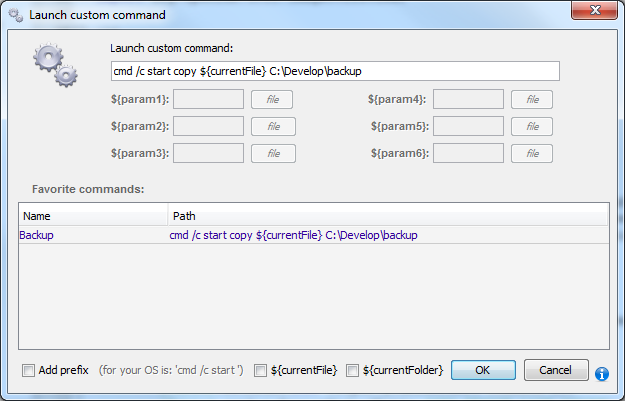 Launch custom command
Launch custom command:
cmd /c start copy ${currentFile} C:\Develop\backup
${param1}: file ${param4}: file
${param2}: file ${param5}: file
${param3}: file ${param6}: file
Favorite commands:
Name Path
Backup cmd /c start copy ${currentFile} C:\Develop\backup
Add prefix (for your OS is: 'cmd /c start ') ${currentFile} ${currentFolder} OK Cancel